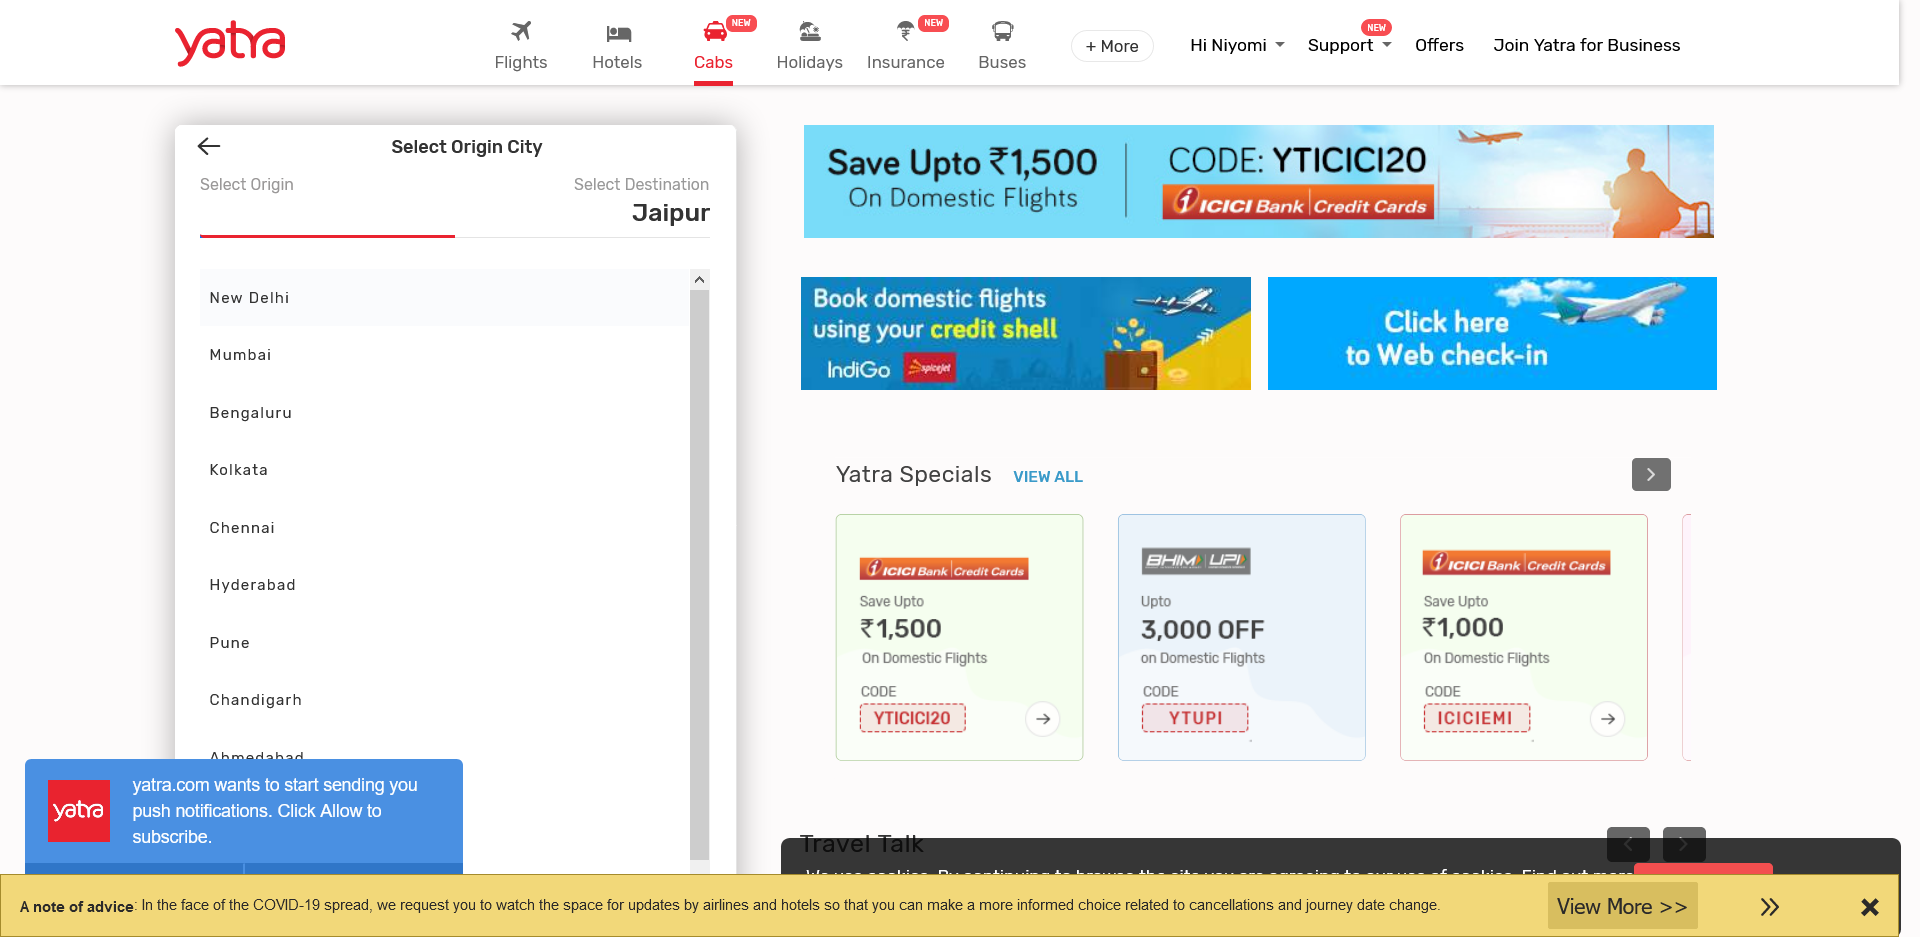 yatra
Flights
Hotels
NEW
Cabs
Holidays
NEW
Insurance
Buses
+ More
Hi Niyomi
NEW
Support
Offers
Join Yatra for Business
Select Origin City
Select Origin
Select Destination
Jaipur
New Delhi
Mumbai
Bengaluru
Kolkata
Chennai
Hyderabad
Pune
Chandigarh
Ahmedabad
Save Upto ₹1,500
On Domestic Flights
CODE: YTICICI20
ICICI Bank Credit Cards
Book domestic flights
using your credit shell
IndiGo
spicejet
Click here
to Web check-in
Yatra Specials VIEW ALL
ICICI Bank Credit Cards
Save Upto
₹1,500
On Domestic Flights
CODE
YTICICI20
BHIM UPI
Upto
3,000 OFF
on Domestic Flights
CODE
YTUPI
ICICI Bank Credit Cards
Save Upto
₹1,000
On Domestic Flights
CODE
ICICIEMI
Travel Talk
yatra
yatra.com wants to start sending you
push notifications. Click Allow to
subscribe.
We use cookies. By continuing to browse the site you are agreeing to our use of cookies. Find out more
A note of advice: In the face of the COVID-19 spread, we request you to watch the space for updates by airlines and hotels so that you can make a more informed choice related to cancellations and journey date change.
View More >>